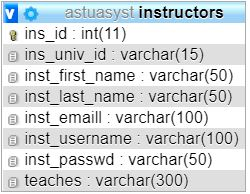 v astuasyst instructors
ins_id : int(11)
ins_univ_id : varchar(15)
inst_first_name : varchar(50)
inst_last_name : varchar(50)
inst_emaill : varchar(100)
inst_username : varchar(100)
inst_passwd : varchar(50)
teaches : varchar(300)